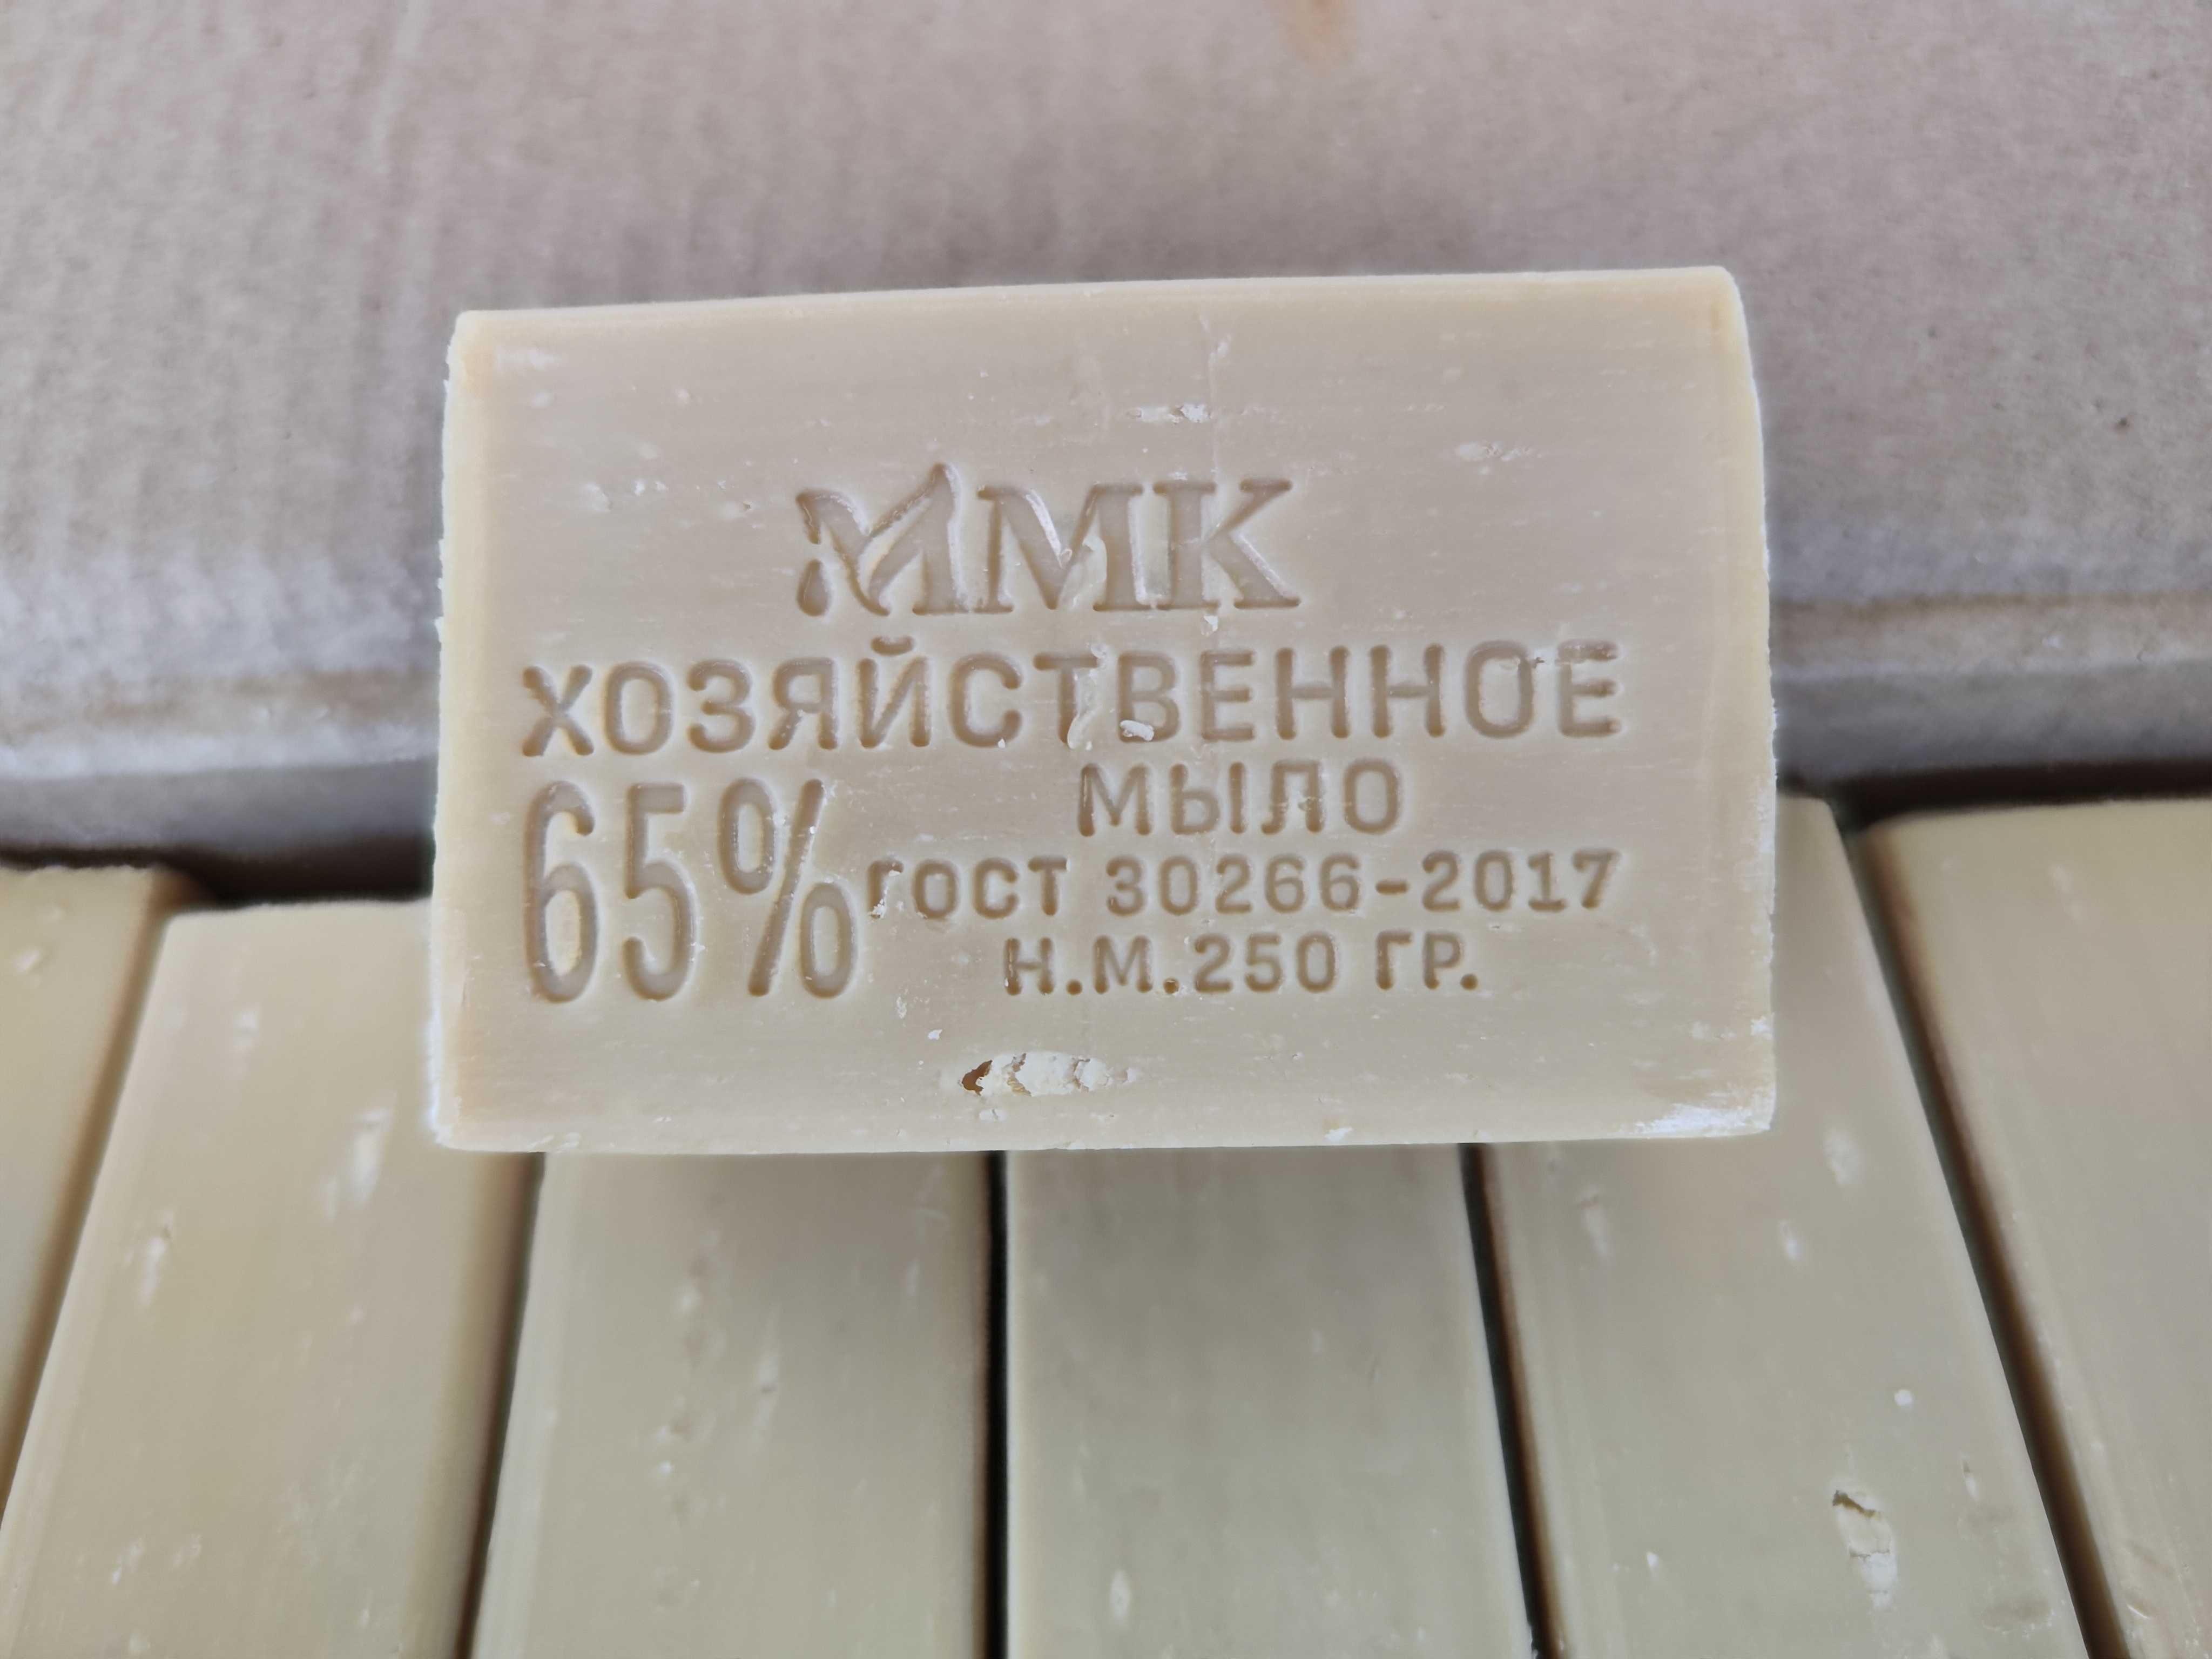 ММК
ХОЗЯЙСТВЕННОЕ
МЫЛО
65%
ГОСТ 30266-2017
Н.М.250 ГР.